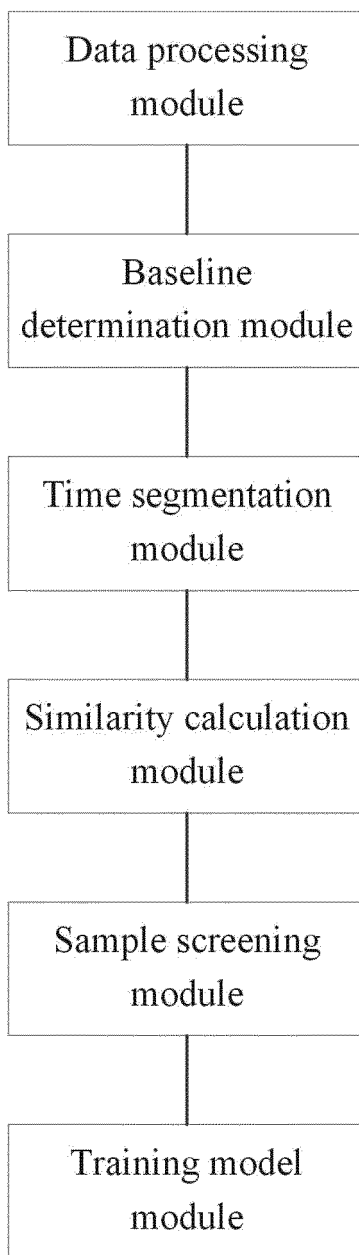 Data processing
module
Baseline
determination module
Time segmentation
module
Similarity calculation
module
Sample screening
module
Training model
module